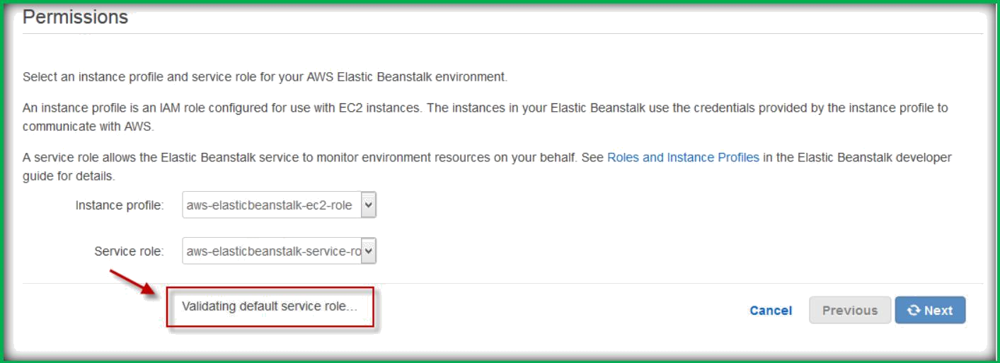 Permissions
Select an instance profile and service role for your AWS Elastic Beanstalk environment.
An instance profile is an IAM role configured for use with EC2 instances. The instances in your Elastic Beanstalk use the credentials provided by the instance profile to
communicate with AWS.
A service role allows the Elastic Beanstalk service to monitor environment resources on your behalf. See Roles and Instance Profiles in the Elastic Beanstalk developer
guide for details.
Instance profile: aws-elasticbeanstalk-ec2-role
Service role: aws-elasticbeanstalk-service-ro
Validating default service role...
Cancel Previous Next